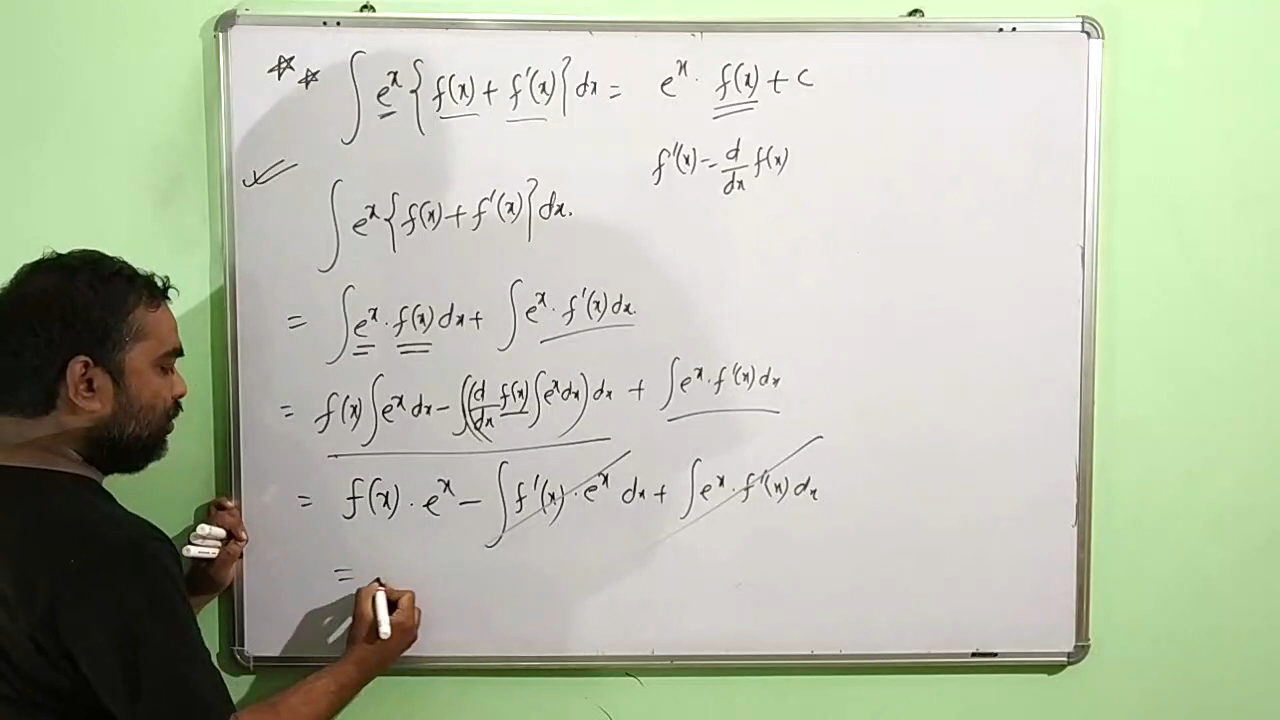 ☆☆ ∫ e^x {f(x) + f'(x)} dx = e^x · f(x) + c
f'(x) = d/dx f(x)
∫ e^x {f(x) + f'(x)} dx.
= ∫ e^x · f(x) dx + ∫ e^x · f'(x) dx.
= f(x) ∫ e^x dx - ∫ (d/dx f(x) ∫ e^x dx) dx + ∫ e^x · f'(x) dx
= f(x) · e^x - ∫ f'(x) · e^x dx + ∫ e^x · f'(x) dx
=